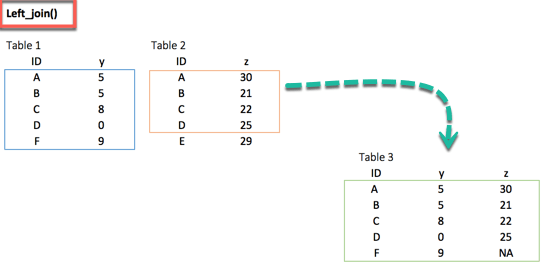 Left_join()
Table 1
ID y
A 5
B 5
C 8
D 0
F 9
Table 2
ID z
A 30
B 21
C 22
D 25
E 29
Table 3
ID y z
A 5 30
B 5 21
C 8 22
D 0 25
F 9 NA